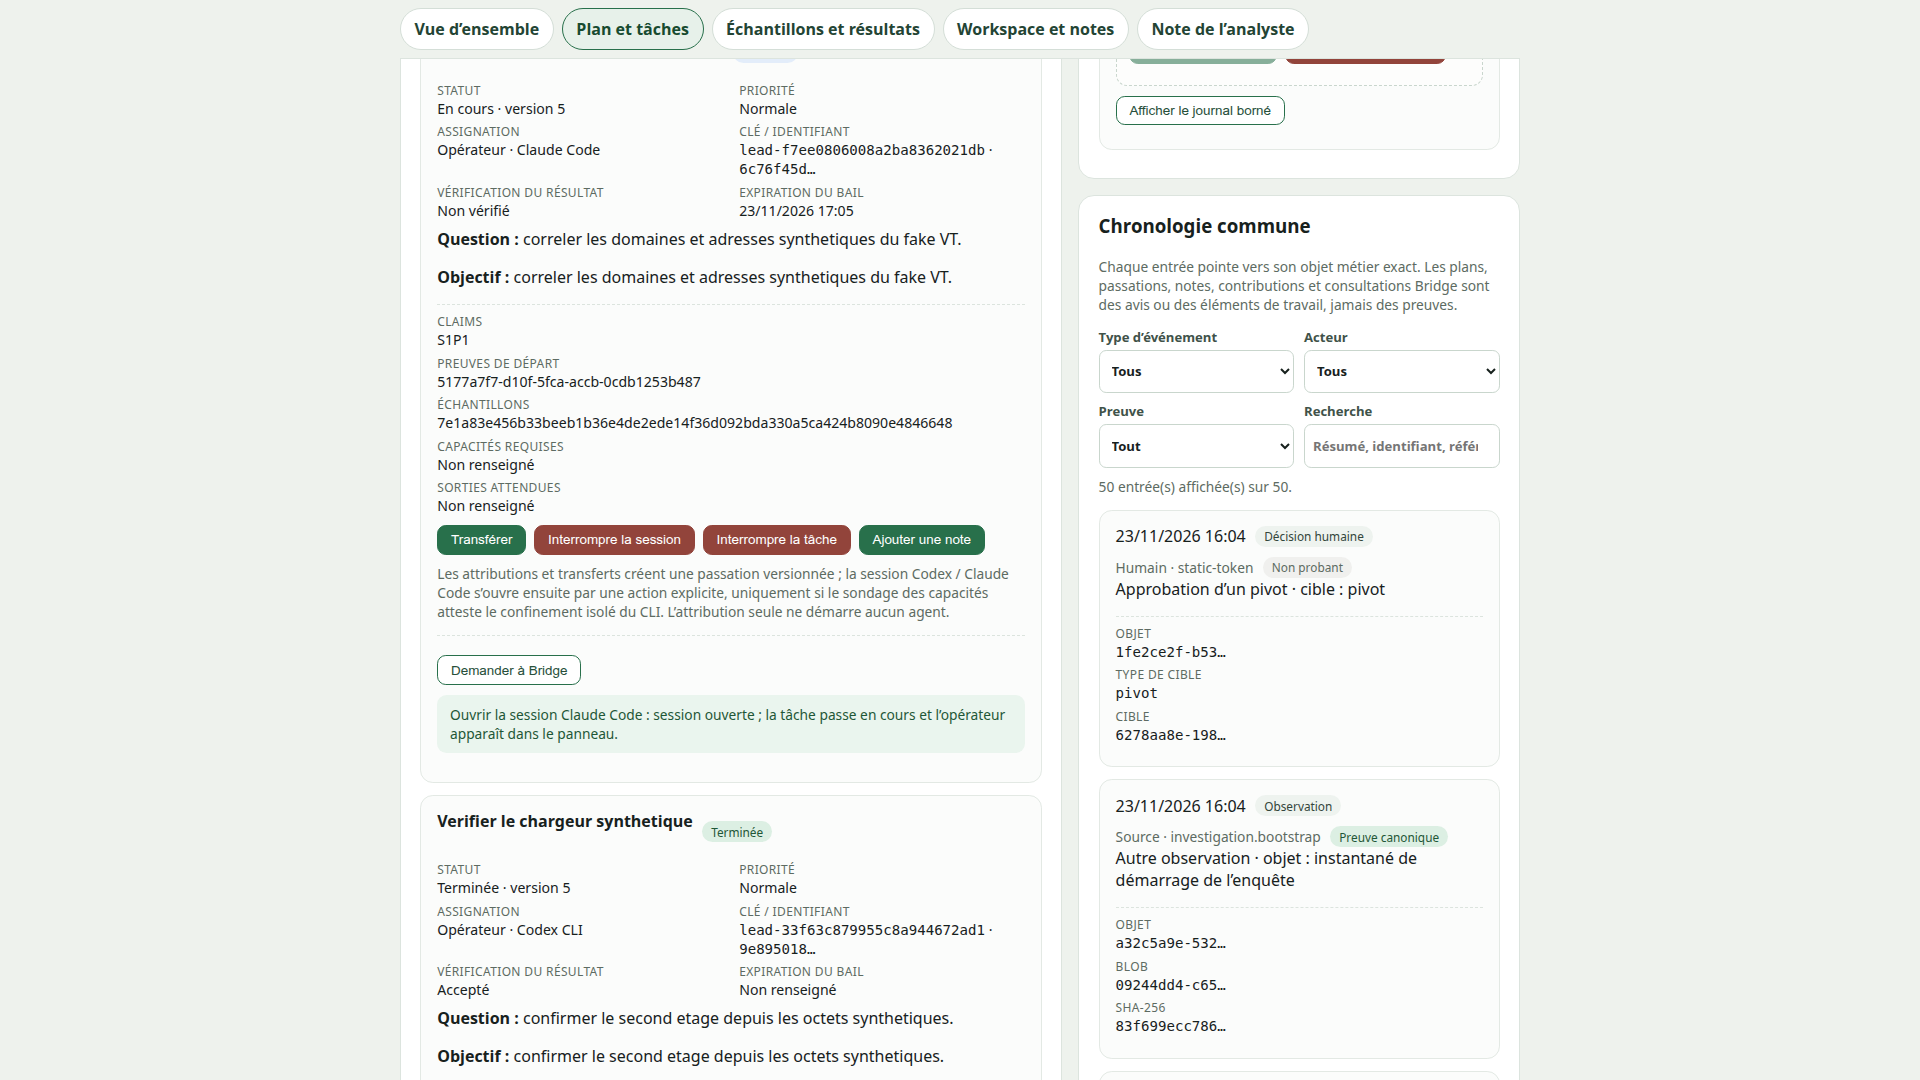 Vue d’ensemble
Plan et tâches
Échantillons et résultats
Workspace et notes
Note de l’analyste
STATUT
En cours · version 5
PRIORITÉ
Normale
ASSIGNATION
Opérateur · Claude Code
CLÉ / IDENTIFIANT
lead-f7ee0806008a2ba8362021db ·
6c76f45d…
VÉRIFICATION DU RÉSULTAT
Non vérifié
EXPIRATION DU BAIL
23/11/2026 17:05
Question : correler les domaines et adresses synthetiques du fake VT.
Objectif : correler les domaines et adresses synthetiques du fake VT.
CLAIMS
S1P1
PREUVES DE DÉPART
5177a7f7-d10f-5fca-accb-0cdb1253b487
ÉCHANTILLONS
7e1a83e456b33beeb1b36e4de2ede14f36d092bda330a5ca424b8090e4846648
CAPACITÉS REQUISES
Non renseigné
SORTIES ATTENDUES
Non renseigné
Transférer
Interrompre la session
Interrompre la tâche
Ajouter une note
Les attributions et transferts créent une passation versionnée ; la session Codex / Claude
Code s’ouvre ensuite par une action explicite, uniquement si le sondage des capacités
atteste le confinement isolé du CLI. L’attribution seule ne démarre aucun agent.
Demander à Bridge
Ouvrir la session Claude Code : session ouverte ; la tâche passe en cours et l’opérateur
apparaît dans le panneau.
Verifier le chargeur synthetique
Terminée
STATUT
Terminée · version 5
PRIORITÉ
Normale
ASSIGNATION
Opérateur · Codex CLI
CLÉ / IDENTIFIANT
lead-33f63c879955c8a944672ad1 ·
9e895018…
VÉRIFICATION DU RÉSULTAT
Accepté
EXPIRATION DU BAIL
Non renseigné
Question : confirmer le second etage depuis les octets synthetiques.
Objectif : confirmer le second etage depuis les octets synthetiques.
Afficher le journal borné
Chronologie commune
Chaque entrée pointe vers son objet métier exact. Les plans,
passations, notes, contributions et consultations Bridge sont
des avis ou des éléments de travail, jamais des preuves.
Type d’événement
Acteur
Tous
Tous
Preuve
Recherche
Tout
Résumé, identifiant, référ
50 entrée(s) affichée(s) sur 50.
23/11/2026 16:04
Décision humaine
Humain · static-token
Non probant
Approbation d’un pivot · cible : pivot
OBJET
1fe2ce2f-b53…
TYPE DE CIBLE
pivot
CIBLE
6278aa8e-198…
23/11/2026 16:04
Observation
Source · investigation.bootstrap
Preuve canonique
Autre observation · objet : instantané de
démarrage de l’enquête
OBJET
a32c5a9e-532…
BLOB
09244dd4-c65…
SHA-256
83f699ecc786…